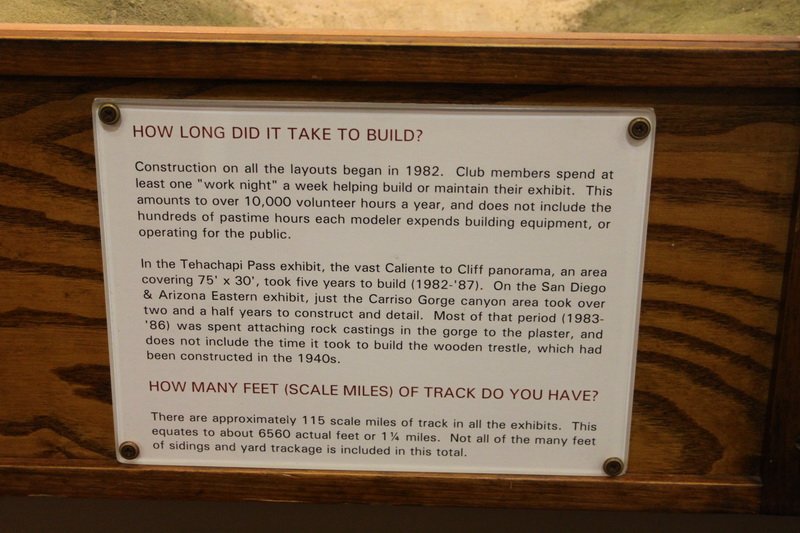 HOW LONG DID IT TAKE TO BUILD?
Construction on all the layouts began in 1982. Club members spend at
least one "work night" a week helping build or maintain their exhibit. This
amounts to over 10,000 volunteer hours a year, and does not include the
hundreds of pastime hours each modeler expends building equipment, or
operating for the public.
In the Tehachapi Pass exhibit, the vast Caliente to Cliff panorama, an area
covering 75' x 30', took five years to build (1982-'87). On the San Diego
& Arizona Eastern exhibit, just the Carriso Gorge canyon area took over
two and a half years to construct and detail. Most of that period (1983-
'86) was spent attaching rock castings in the gorge to the plaster, and
does not include the time it took to build the wooden trestle, which had
been constructed in the 1940s.
HOW MANY FEET (SCALE MILES) OF TRACK DO YOU HAVE?
There are approximately 115 scale miles of track in all the exhibits. This
equates to about 6560 actual feet or 1¼ miles. Not all of the many feet
of sidings and yard trackage is included in this total.